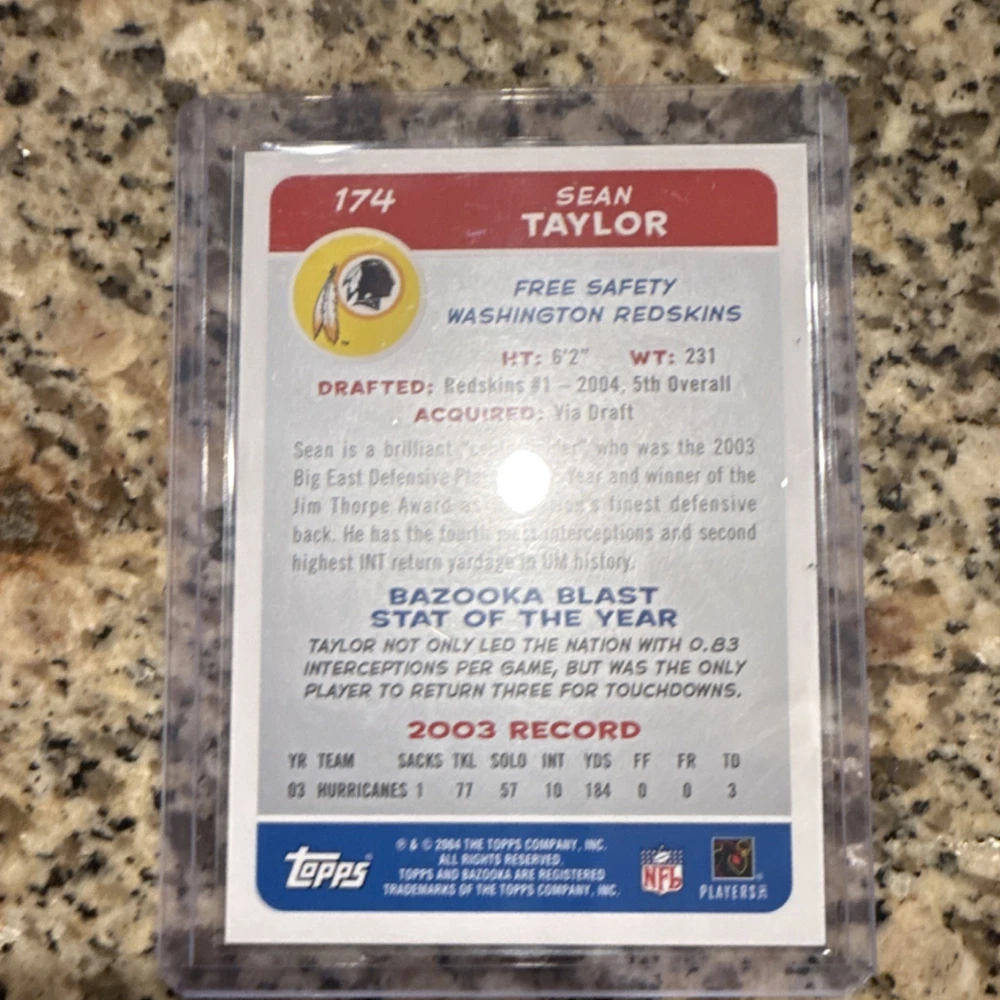 174
SEAN
TAYLOR
FREE SAFETY
WASHINGTON REDSKINS
HT: 6'2" WT: 231
DRAFTED: Redskins #1 – 2004, 5th Overall
ACQUIRED: Via Draft
Sean is a brilliant who was the 2003
Big East Defensive Year and winner of the
Jim Thorpe Award as finest defensive
back. He has the fourth most interceptions and second
highest INT return yardage in UM history.
BAZOOKA BLAST
STAT OF THE YEAR
TAYLOR NOT ONLY LED THE NATION WITH 0.83
INTERCEPTIONS PER GAME, BUT WAS THE ONLY
PLAYER TO RETURN THREE FOR TOUCHDOWNS.
2003 RECORD
YR TEAM SACKS TKL SOLO INT YDS FF FR TD
03 HURRICANES 1 77 57 10 184 0 0 3
topps®
® & © 2004 THE TOPPS COMPANY, INC.
ALL RIGHTS RESERVED.
TOPPS AND BAZOOKA ARE REGISTERED
TRADEMARKS OF THE TOPPS COMPANY, INC.
NFL
PLAYERS INC